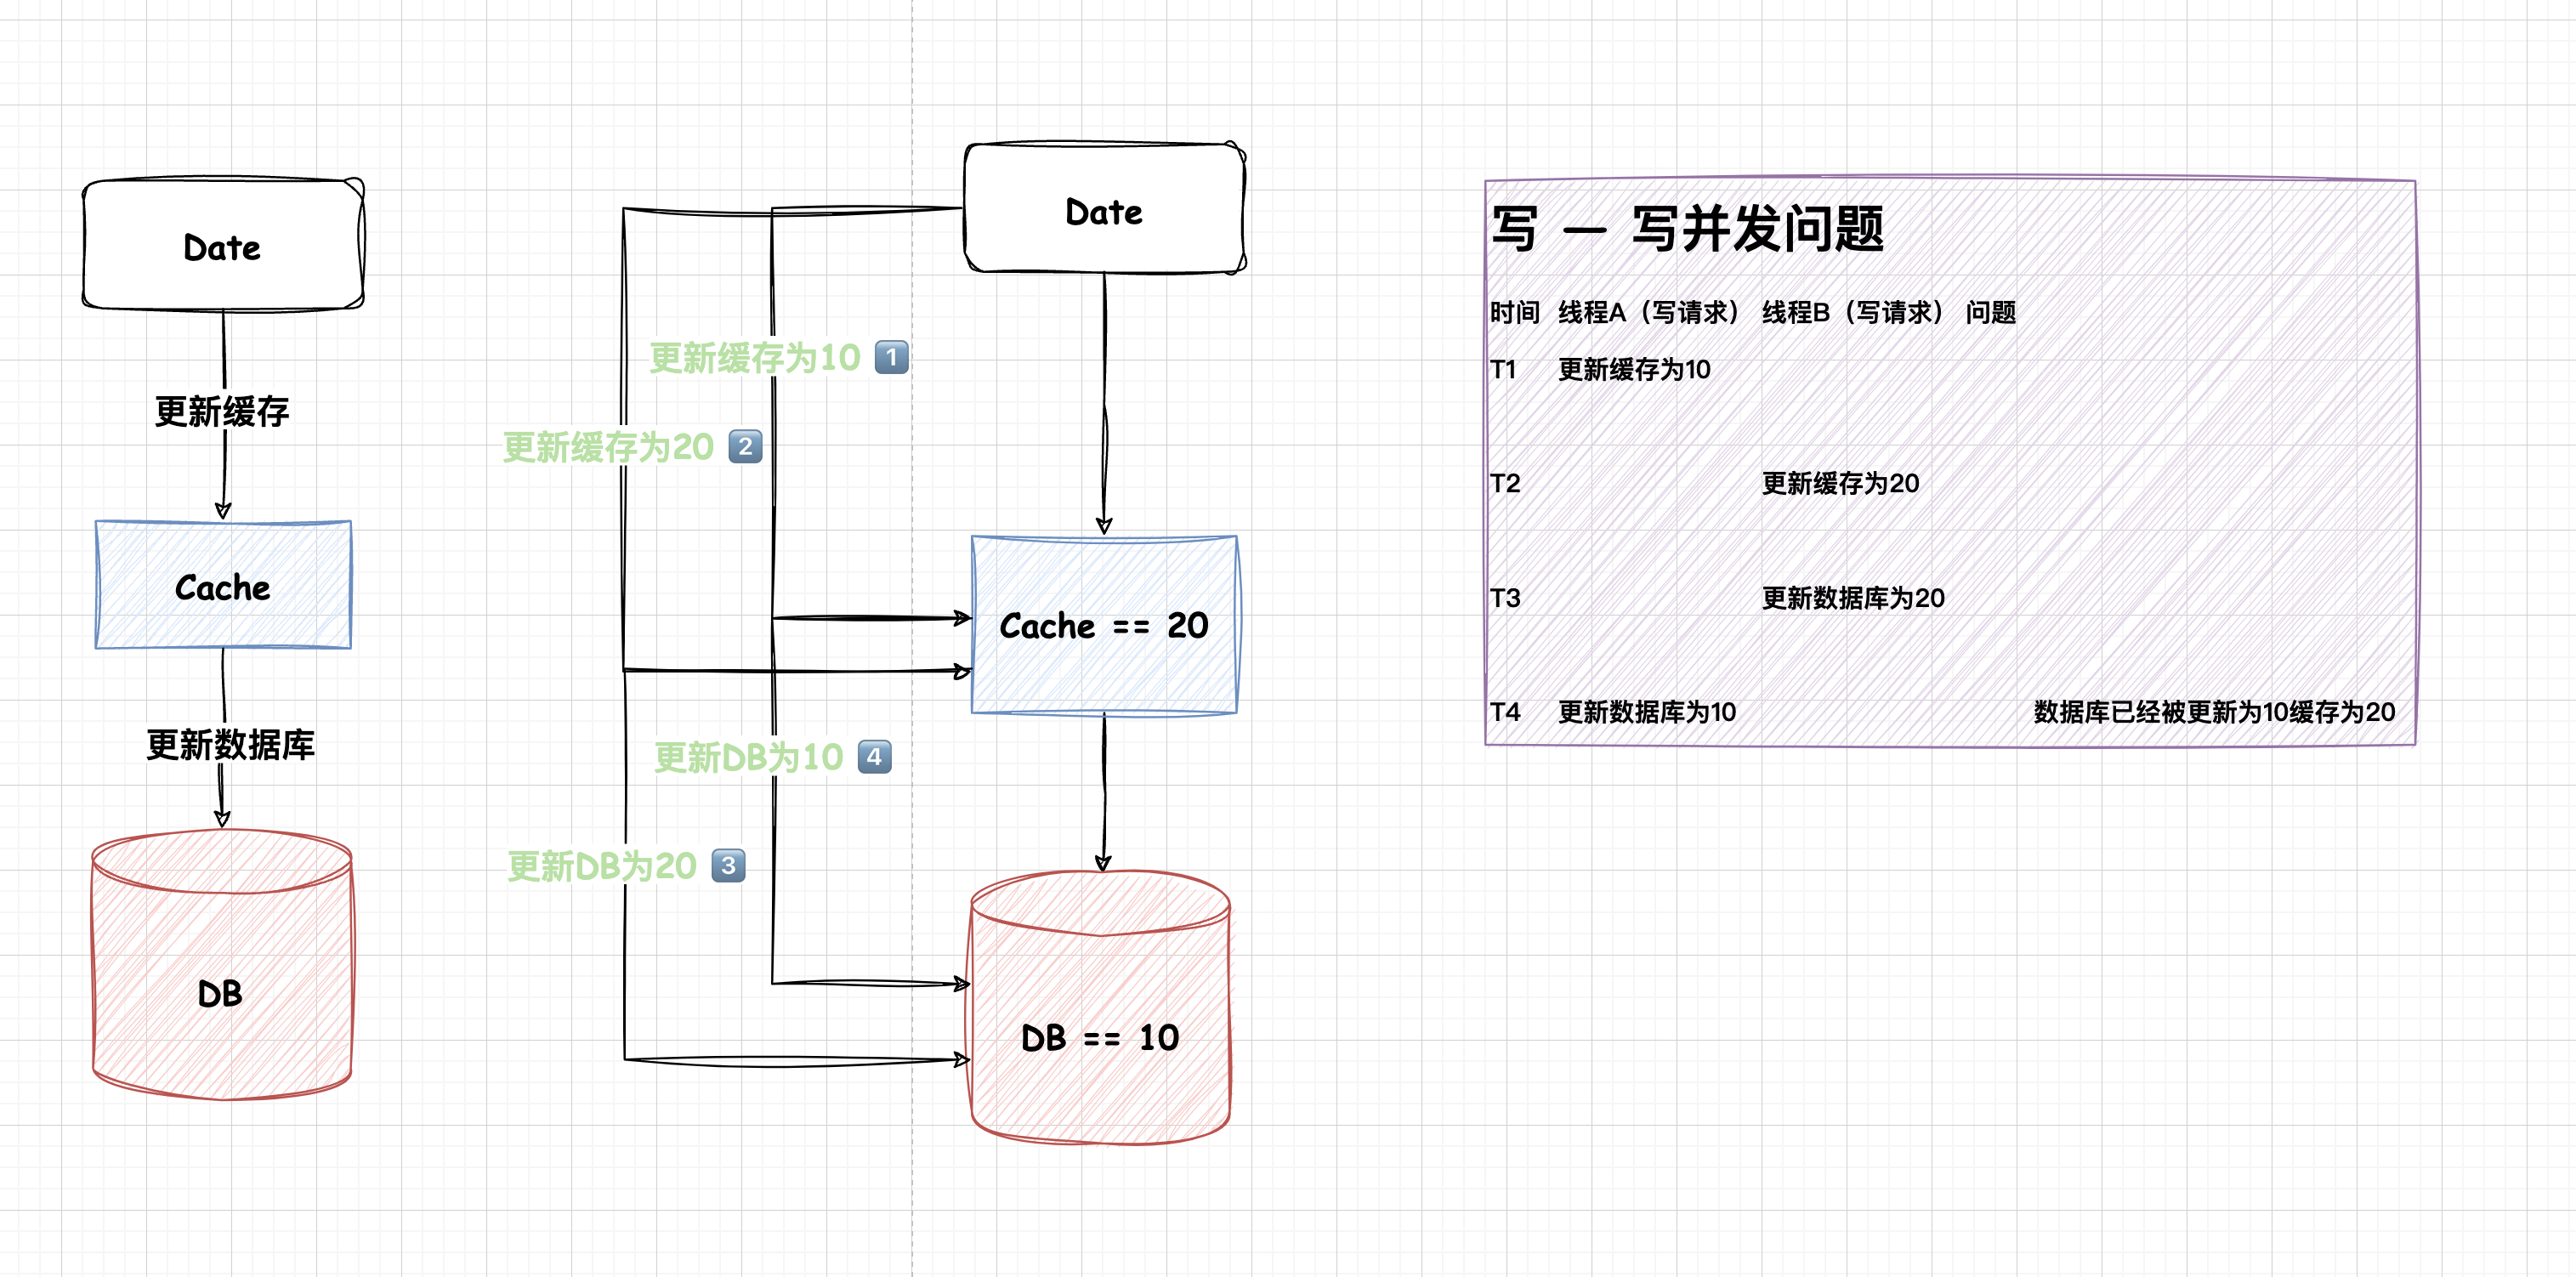 Date
更新缓存
Cache
更新数据库
DB
Date
更新缓存为10 1
更新缓存为20 2
Cache == 20
更新DB为10 4
更新DB为20 3
DB == 10
写 — 写并发问题
时间 线程A（写请求） 线程B（写请求） 问题
T1 更新缓存为10
T2 更新缓存为20
T3 更新数据库为20
T4 更新数据库为10 数据库已经被更新为10缓存为20